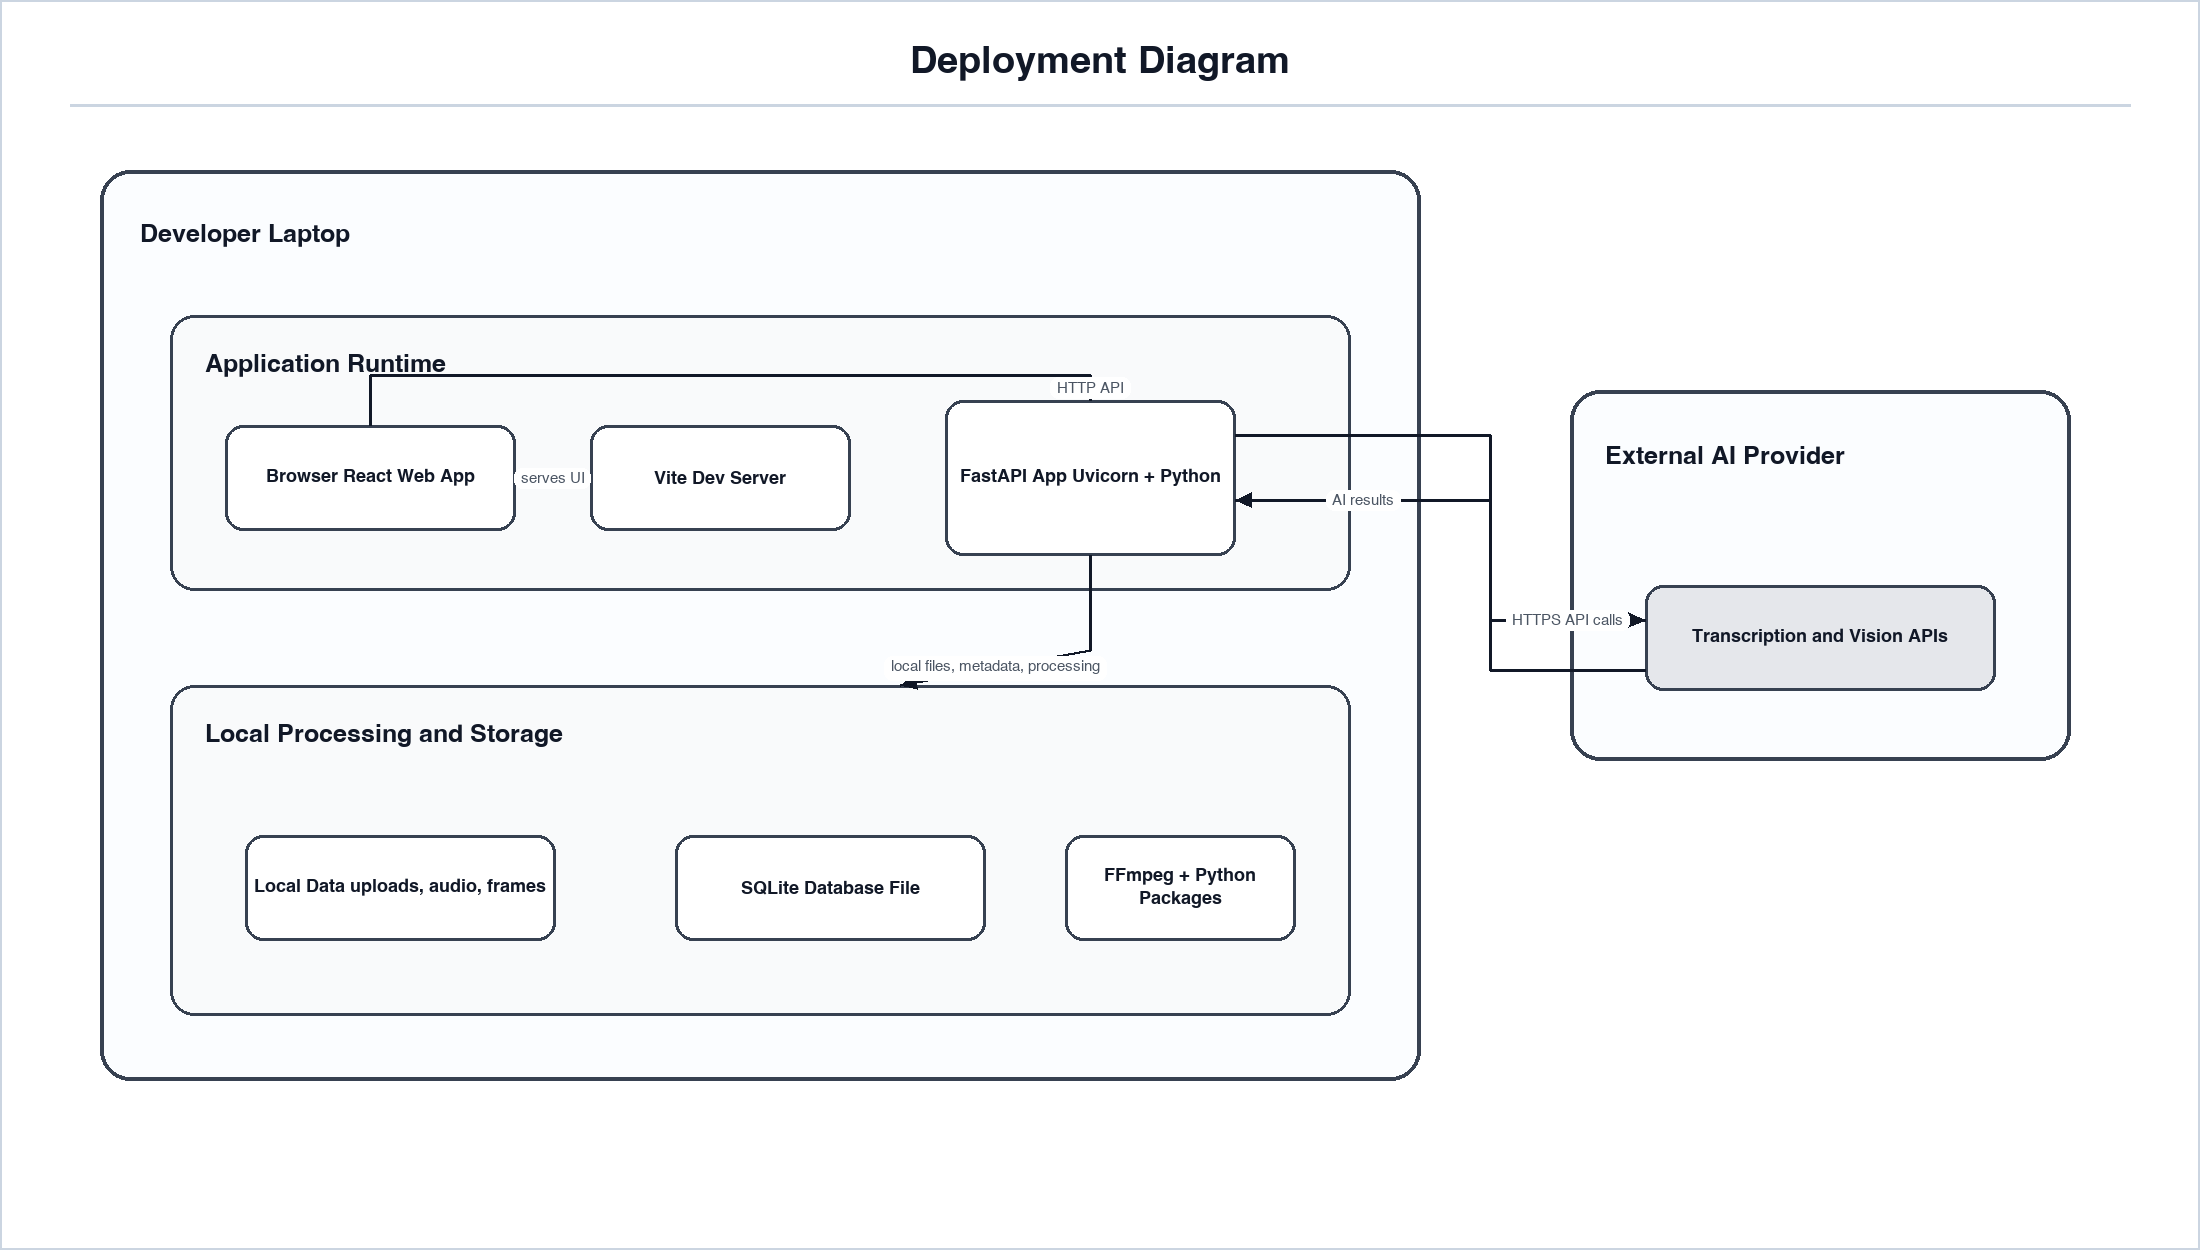 Deployment Diagram
Developer Laptop
Application Runtime
HTTP API
Browser React Web App
serves UI
Vite Dev Server
FastAPI App Uvicorn + Python
AI results
External AI Provider
HTTPS API calls
Transcription and Vision APIs
local files, metadata, processing
Local Processing and Storage
Local Data uploads, audio, frames
SQLite Database File
FFmpeg + Python
Packages